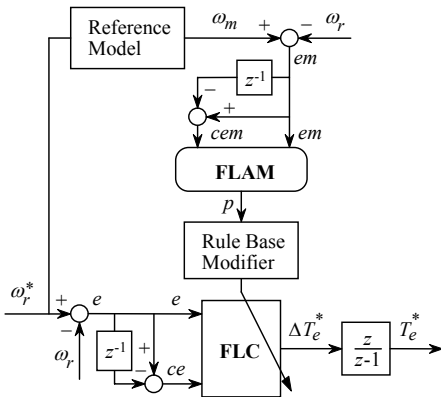 Reference
Model
ω_m + − ω_r
em
z⁻¹
−
+
cem em
FLAM
p
Rule Base
Modifier
ω_r* + e e
−
ω_r z⁻¹ + −
ce
FLC
ΔT_e* z T_e*
z-1